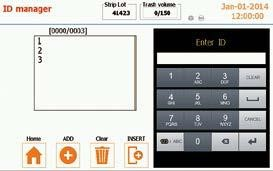 ID manager
Strip Lot
41423
Trash volume
0/150
Jan-01-2014
12:00:00
[0000/0003]
1
2
3
Enter ID
1
2 ABC
3 DEF
CLEAR
4 GHI
5 JKL
6 MNO
7 PQRS
8 TUV
9 WXYZ
CANCEL
123 / ABC
0
Home
ADD
Clear
INSERT